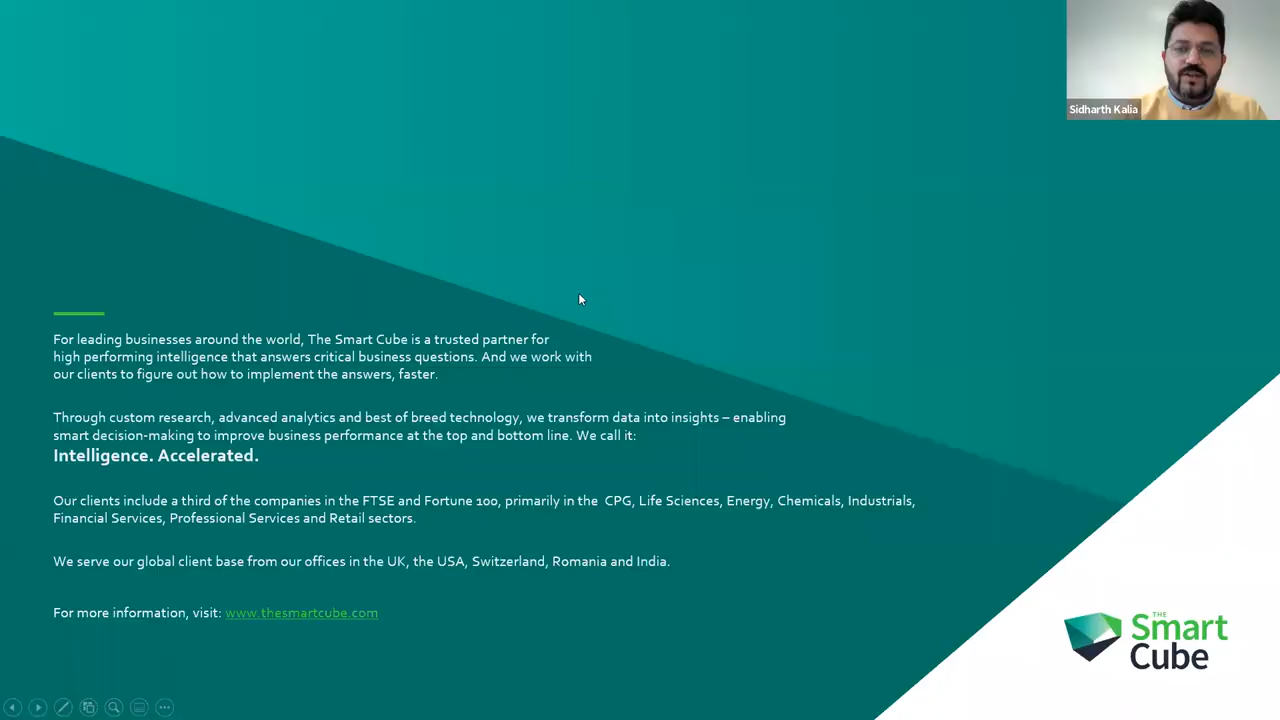 Sidharth Kalia
For leading businesses around the world, The Smart Cube is a trusted partner for
high performing intelligence that answers critical business questions. And we work with
our clients to figure out how to implement the answers, faster.
Through custom research, advanced analytics and best of breed technology, we transform data into insights – enabling
smart decision-making to improve business performance at the top and bottom line. We call it:
Intelligence. Accelerated.
Our clients include a third of the companies in the FTSE and Fortune 100, primarily in the CPG, Life Sciences, Energy, Chemicals, Industrials,
Financial Services, Professional Services and Retail sectors.
We serve our global client base from our offices in the UK, the USA, Switzerland, Romania and India.
For more information, visit: www.thesmartcube.com
THE
Smart
Cube